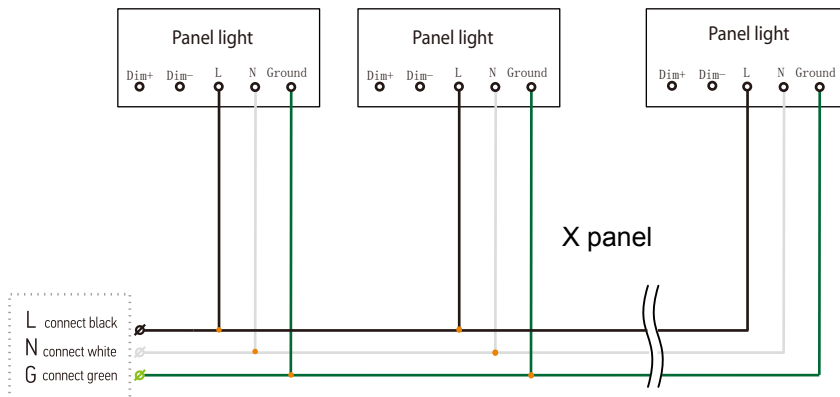 Panel light
Dim+ Dim- L N Ground
Panel light
Dim+ Dim- L N Ground
Panel light
Dim+ Dim- L N Ground
X panel
L connect black
N connect white
G connect green